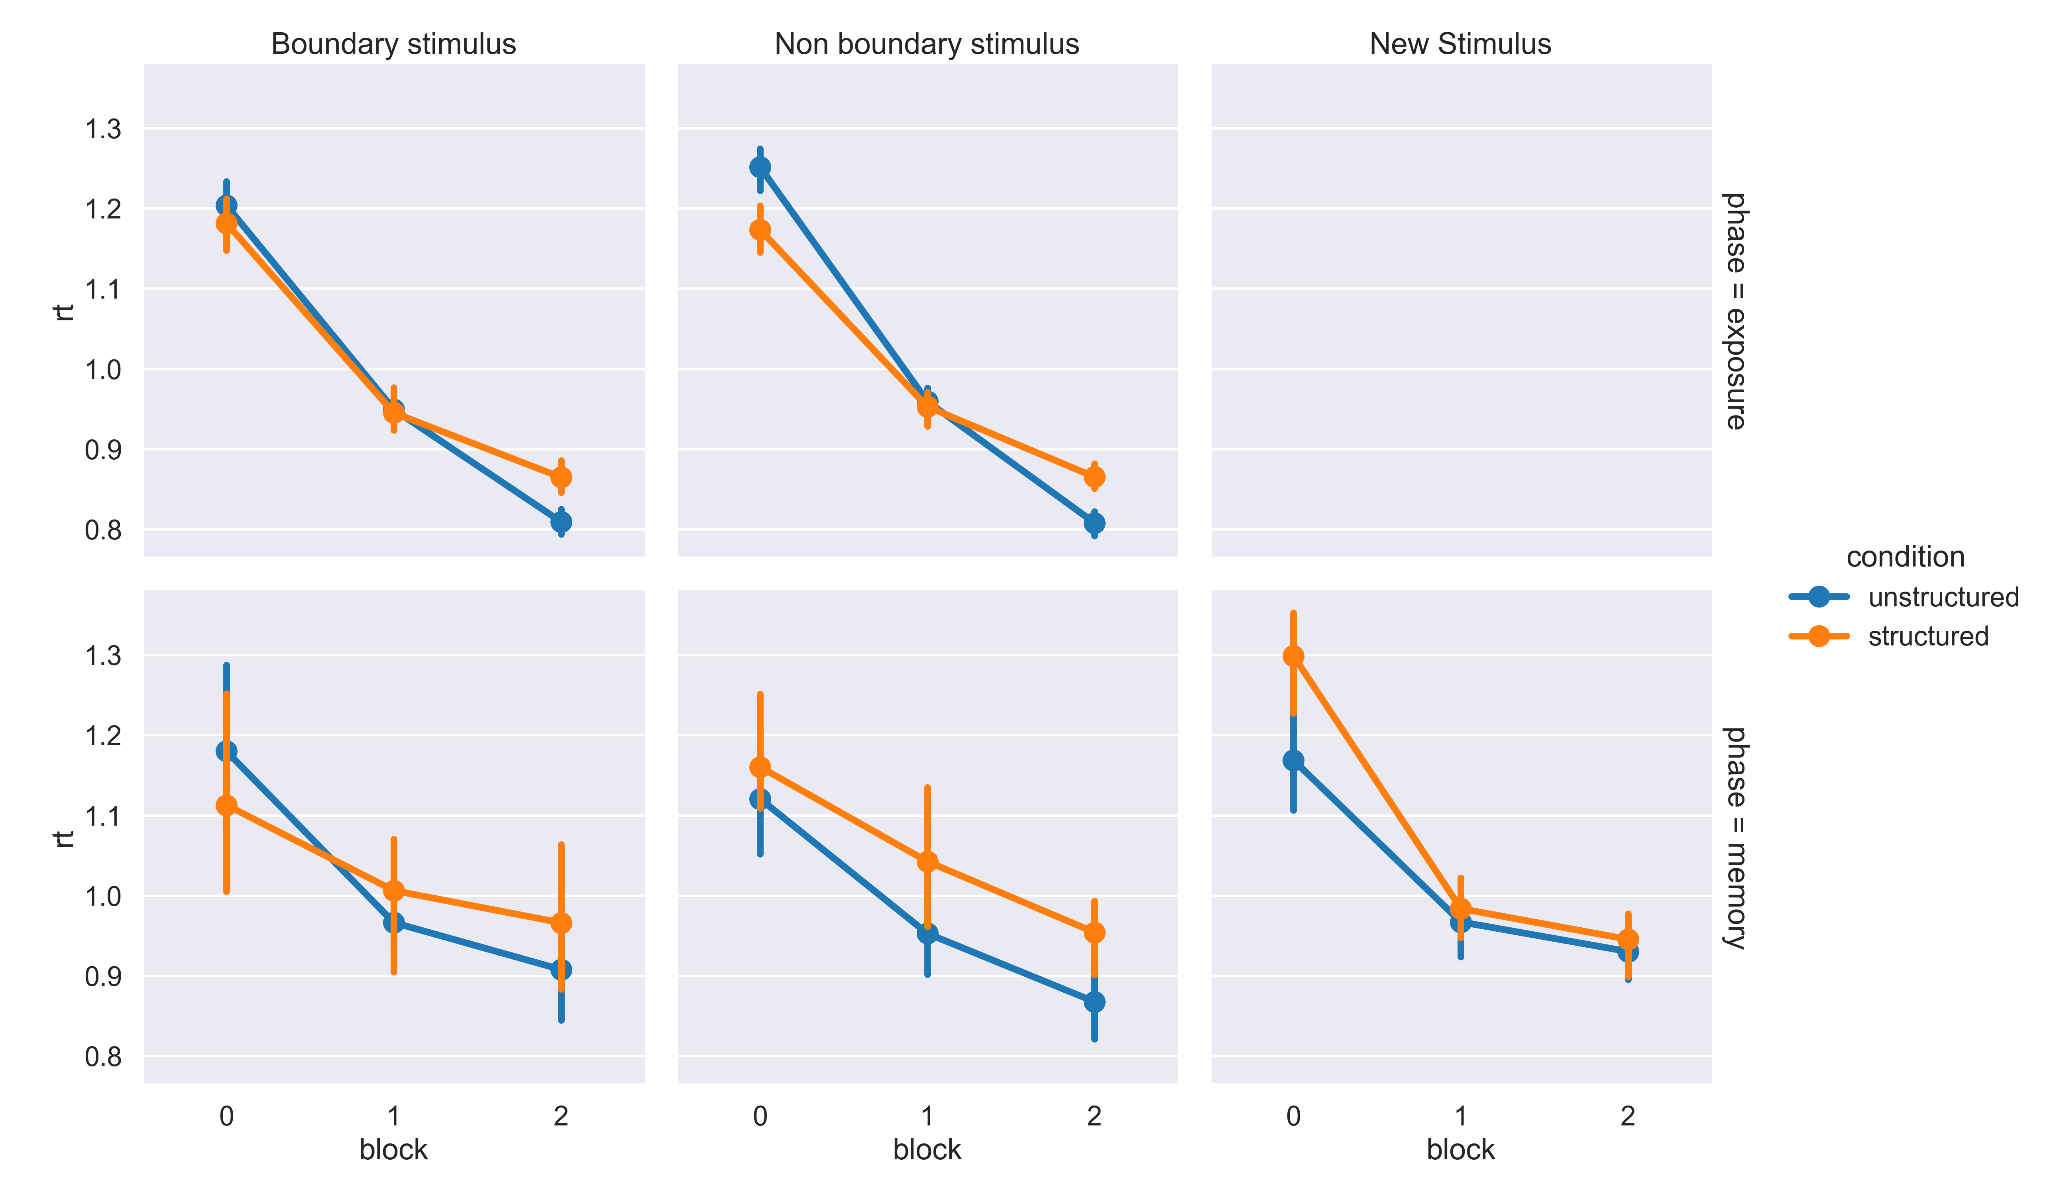 Boundary stimulus
Non boundary stimulus
New Stimulus
1.3
1.2
1.1
1.0
0.9
0.8
rt
phase = exposure
1.3
1.2
1.1
1.0
0.9
0.8
rt
phase = memory
0 1 2
block
0 1 2
block
0 1 2
block
condition
unstructured
structured